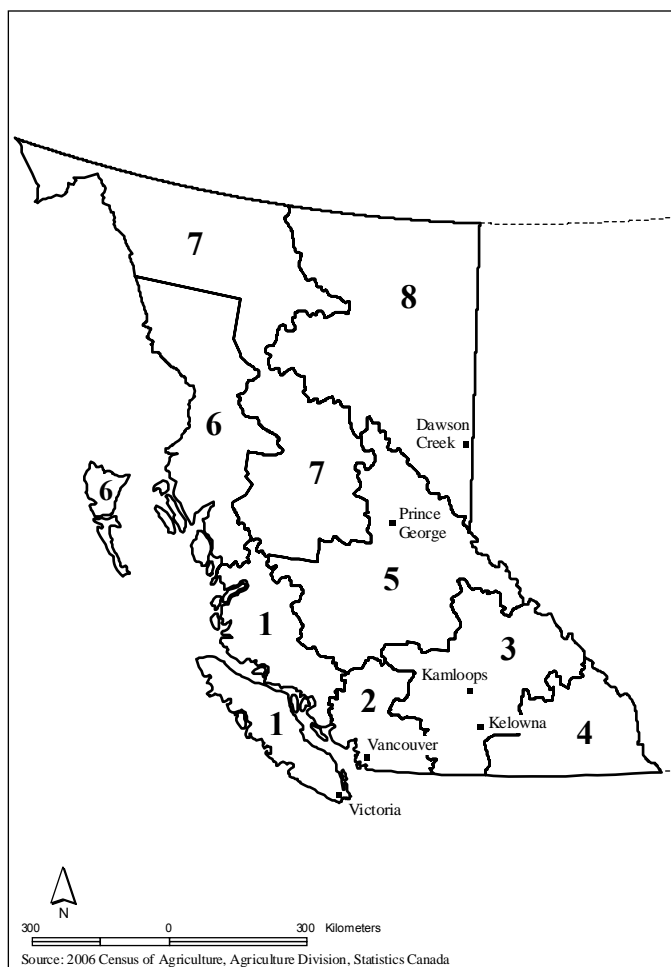 7
8
Dawson
Creek
6
6
7
Prince
George
5
1
3
Kamloops
2
1
Kelowna
4
Vancouver
Victoria
N
300 0 300 Kilometers
Source: 2006 Census of Agriculture, Agriculture Division, Statistics Canada